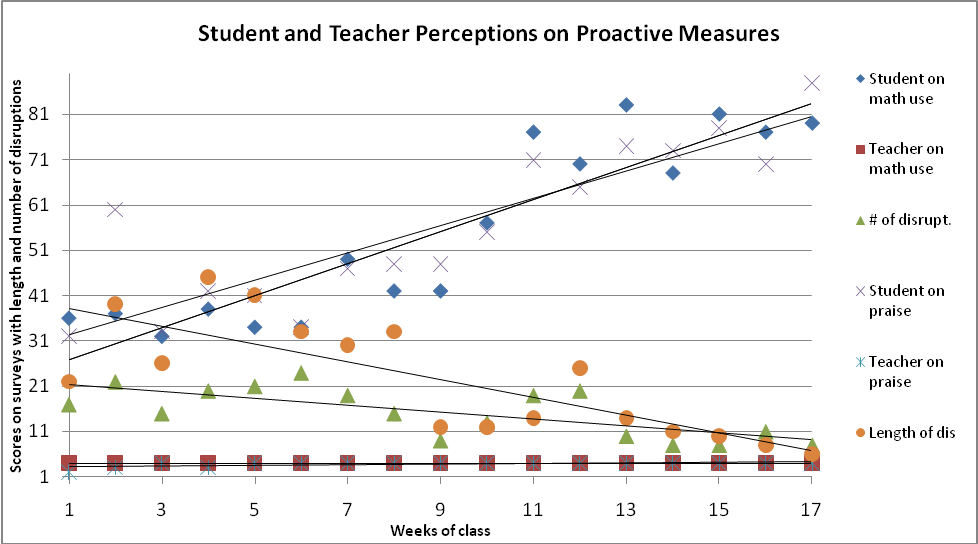 Student and Teacher Perceptions on Proactive Measures
Scores on surveys with length and number of disruptions
81
71
61
51
41
31
21
11
1
1 3 5 7 9 11 13 15 17
Weeks of class
Student on
math use
Teacher on
math use
# of disrupt.
Student on
praise
Teacher on
praise
Length of dis